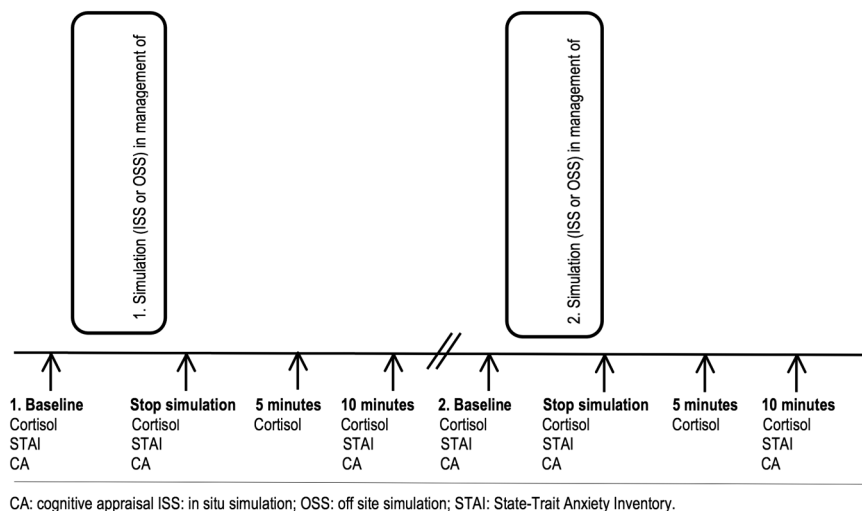 1. Simulation (ISS or OSS) in management of
2. Simulation (ISS or OSS) in management of
1. Baseline
Cortisol
STAI
CA
Stop simulation
Cortisol
STAI
CA
5 minutes
Cortisol
10 minutes
Cortisol
STAI
CA
2. Baseline
Cortisol
STAI
CA
Stop simulation
Cortisol
STAI
CA
5 minutes
Cortisol
10 minutes
Cortisol
STAI
CA
CA: cognitive appraisal ISS: in situ simulation; OSS: off site simulation; STAI: State-Trait Anxiety Inventory.